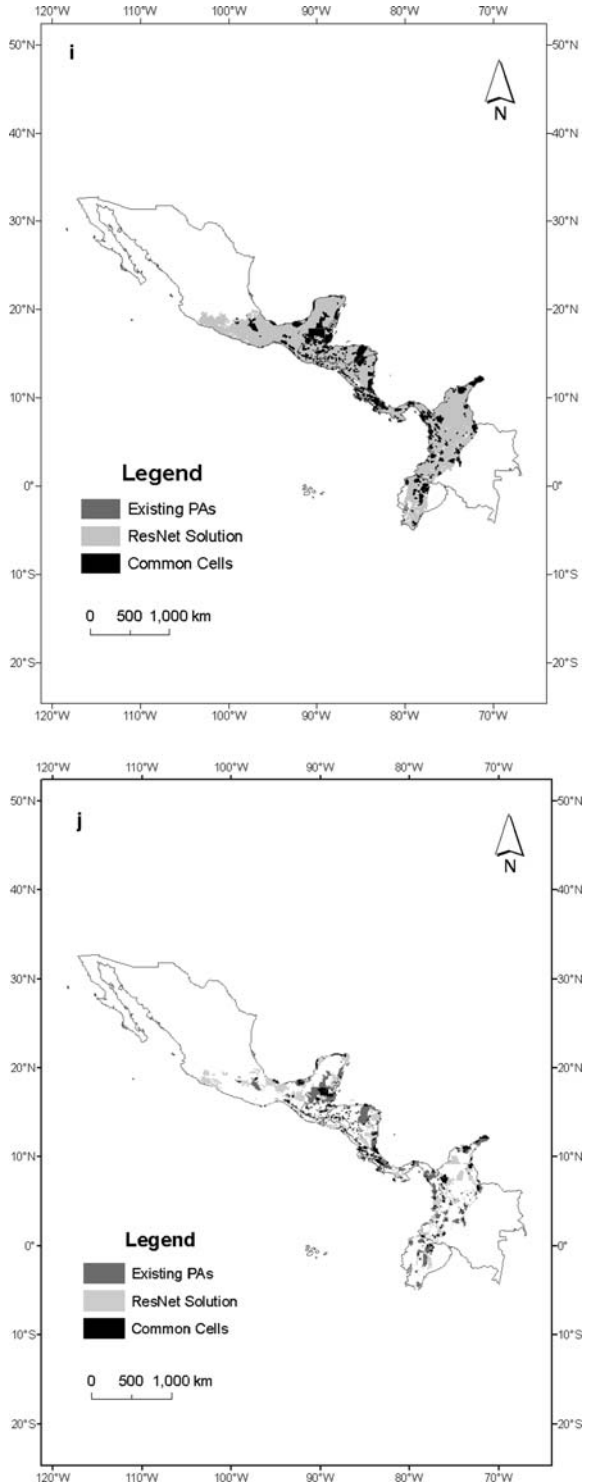 120°W 110°W 100°W 90°W 80°W 70°W
i
N
50°N 50°N
40°N 40°N
30°N 30°N
20°N 20°N
10°N 10°N
0° 0°
10°S 10°S
20°S 20°S
Legend
Existing PAs
ResNet Solution
Common Cells
0 500 1,000 km
120°W 110°W 100°W 90°W 80°W 70°W
120°W 110°W 100°W 90°W 80°W 70°W
j
N
50°N 50°N
40°N 40°N
30°N 30°N
20°N 20°N
10°N 10°N
0° 0°
10°S 10°S
20°S 20°S
Legend
Existing PAs
ResNet Solution
Common Cells
0 500 1,000 km
120°W 110°W 100°W 90°W 80°W 70°W